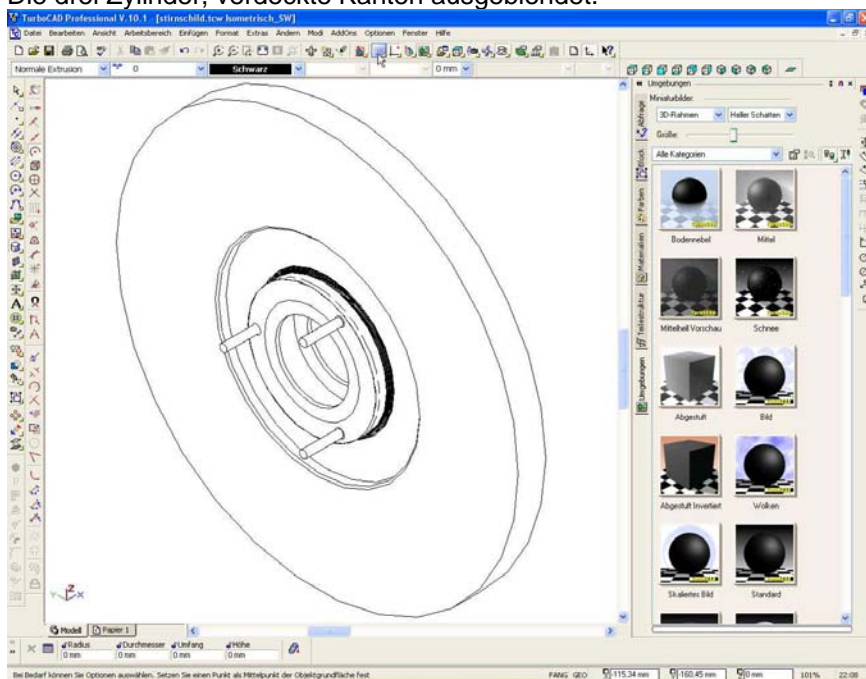 Die drei Zylinder, verdeckte Kanten ausgeblendet.
TurboCAD Professional V.10.1 - [stirnschild.tcw Isometrisch_SW]
Datei Bearbeiten Ansicht Arbeitsbereich Einfügen Format Extras Ändern Modi AddOns Optionen Fenster Hilfe
Normale Extrusion 0 Schwarz 0 mm
Umgebungen
Miniaturbilder:
3D-Rahmen Heller Schatten
Größe:
Alle Kategorien
Abfrage
Block
Farben
Materialien
Teilestruktur
Umgebungen
Bodennebel Mittel
Mittelhell Vorschau Schnee
Abgestuft Bild
Abgestuft Invertiert Wolken
Skaliertes Bild Standard
Z
Y X
Modell Papier 1
Radius Durchmesser Umfang Höhe
0 mm 0 mm 0 mm 0 mm
Bei Bedarf können Sie Optionen auswählen. Setzen Sie einen Punkt als Mittelpunkt der Objektgrundfläche fest
FANG GEO 115,34 mm -160,45 mm 0 mm 101% 22:08